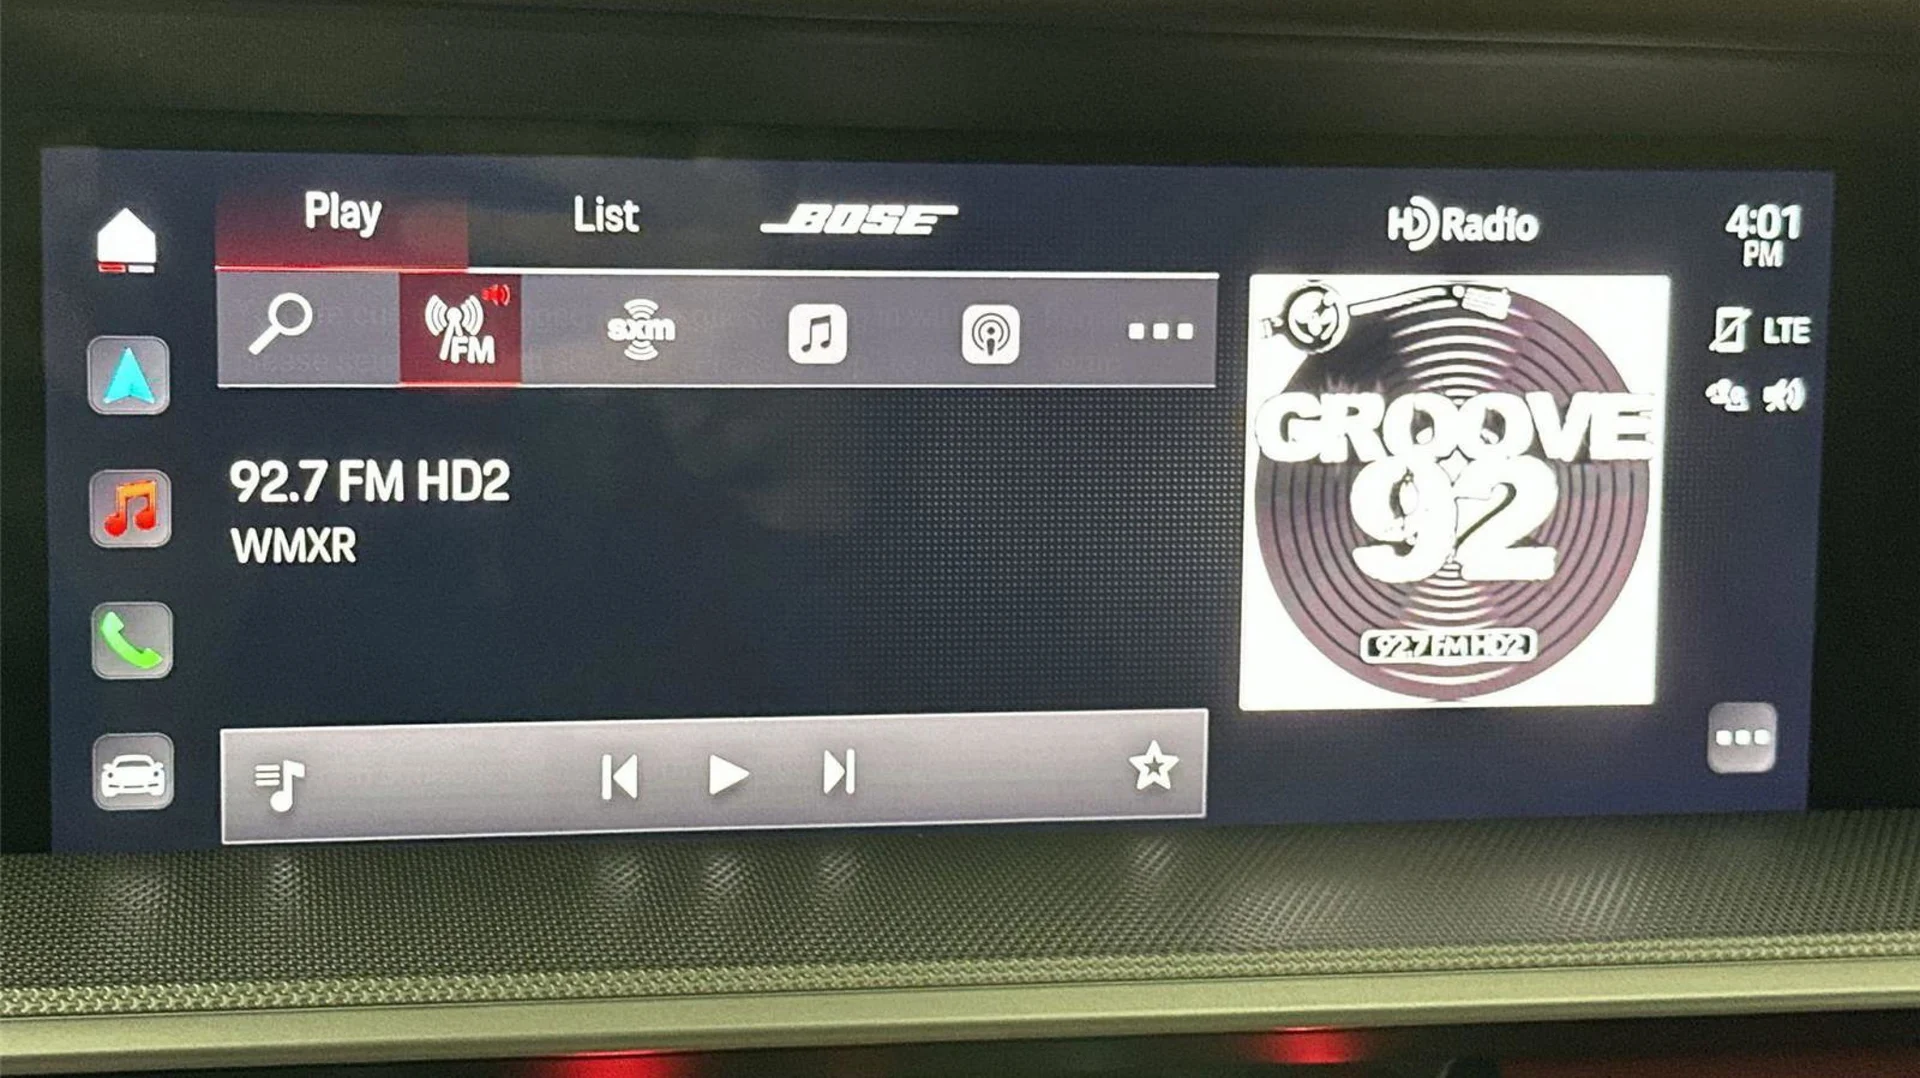 Play
List
BOSE
HD Radio
4:01
PM
FM
sxm
LTE
92.7 FM HD2
WMXR
GROOVE
92
92.7 FM HD2